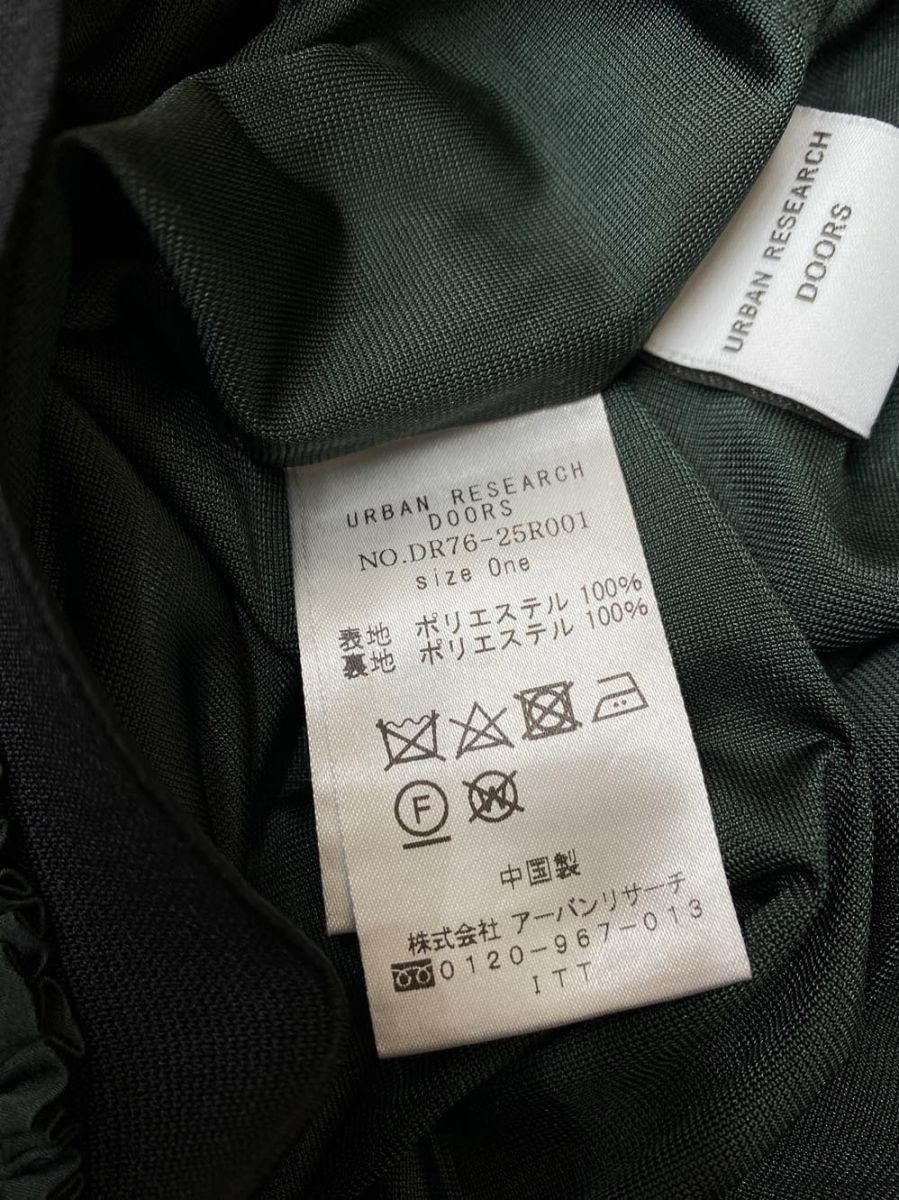 URBAN RESEARCH
DOORS
URBAN RESEARCH
DOORS
NO.DR76-25R001
size One
表地 ポリエステル 100%
裏地 ポリエステル 100%
F
W
中国製
株式会社 アーバンリサーチ
0120-967-013
ITT